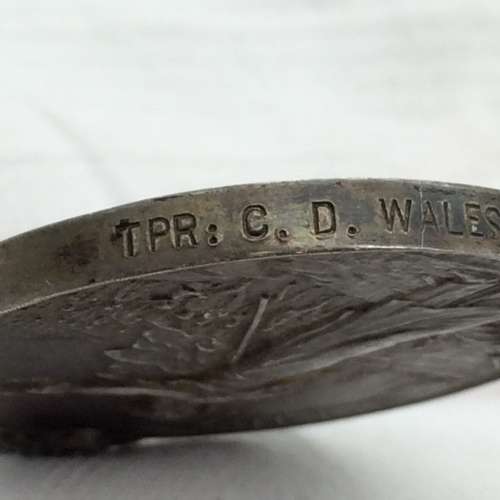 TPR: C. D. WALES